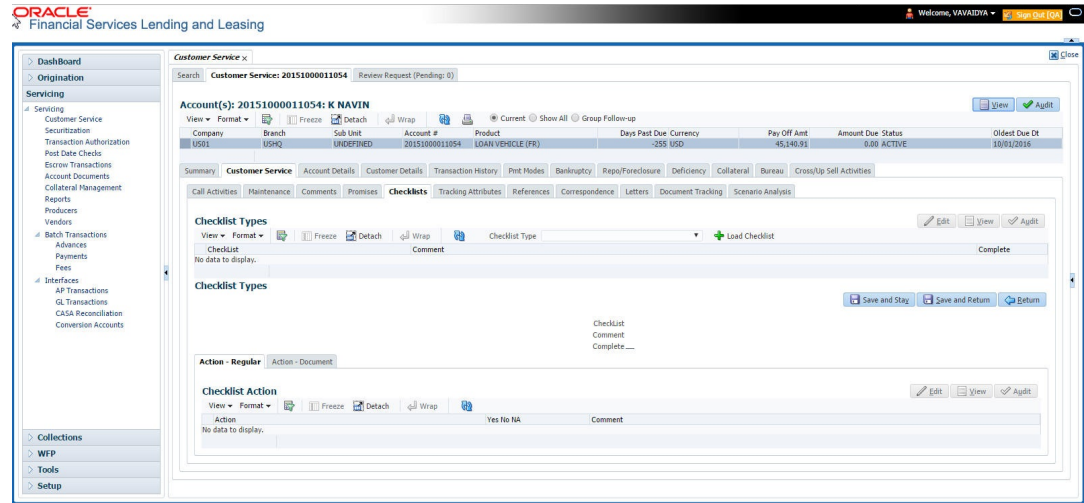 ORACLE
Financial Services Lending and Leasing
Welcome, VAVAIDYA
Sign Out [QA]
Close
DashBoard
Origination
Servicing
Servicing
Customer Service
Securitization
Transaction Authorization
Post Date Checks
Escrow Transactions
Account Documents
Collateral Management
Reports
Producers
Vendors
Batch Transactions
Advances
Payments
Fees
Interfaces
AP Transactions
GL Transactions
CASA Reconciliation
Conversion Accounts
Collections
WFP
Tools
Setup
Customer Service x
Search Customer Service: 20151000011054 Review Request (Pending: 0)
Account(s): 20151000011054: K NAVIN
View Audit
View Format Freeze Detach Wrap Current Show All Group Follow-up
Company Branch Sub Unit Account # Product Days Past Due Currency Pay Off Amt Amount Due Status Oldest Due Dt
US01 USHQ UNDEFINED 20151000011054 LOAN VEHICLE (FR) -255 USD 45,140.91 0.00 ACTIVE 10/01/2016
Summary Customer Service Account Details Customer Details Transaction History Pmt Modes Bankruptcy Repo/Foreclosure Deficiency Collateral Bureau Cross/Up Sell Activities
Call Activities Maintenance Comments Promises Checklists Tracking Attributes References Correspondence Letters Document Tracking Scenario Analysis
Checklist Types
Edit View Audit
View Format Freeze Detach Wrap Checklist Type Load Checklist
CheckList Comment Complete
No data to display.
Checklist Types
Save and Stay Save and Return Return
CheckList
Comment
Complete
Action - Regular Action - Document
Checklist Action
Edit View Audit
View Format Freeze Detach Wrap
Action Yes No NA Comment
No data to display.